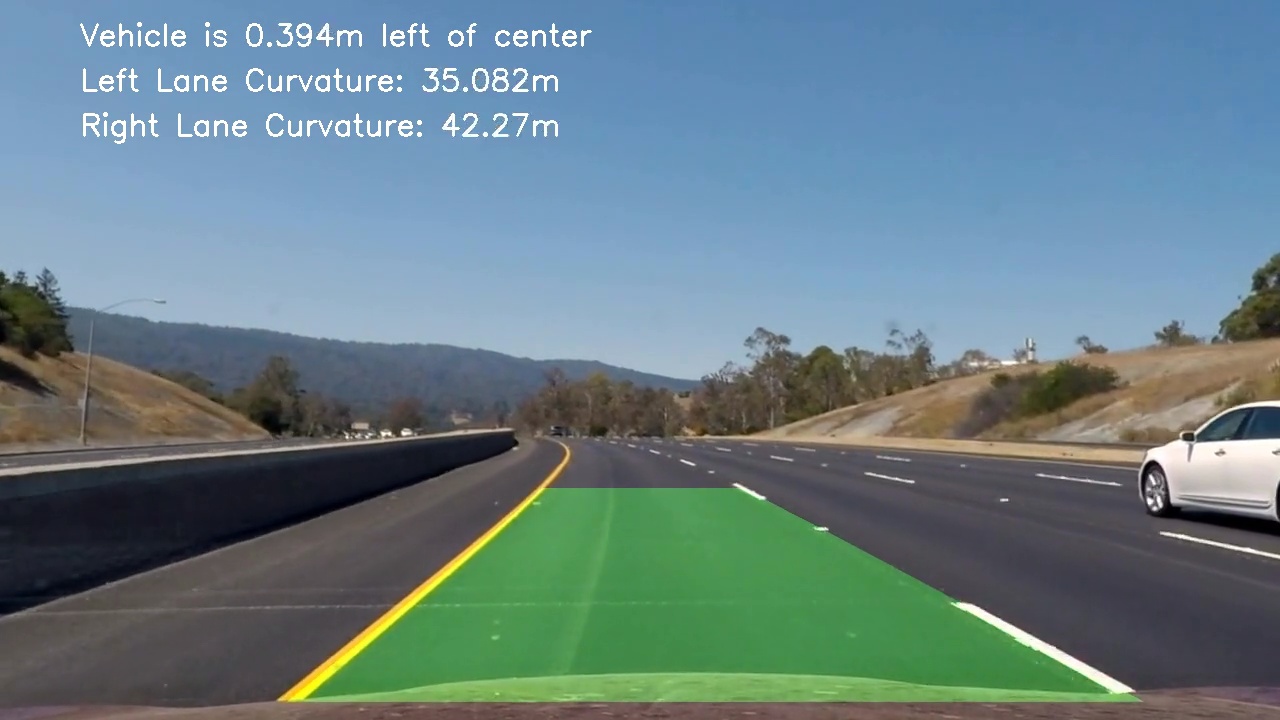 Vehicle is 0.394m left of center
Left Lane Curvature: 35.082m
Right Lane Curvature: 42.27m